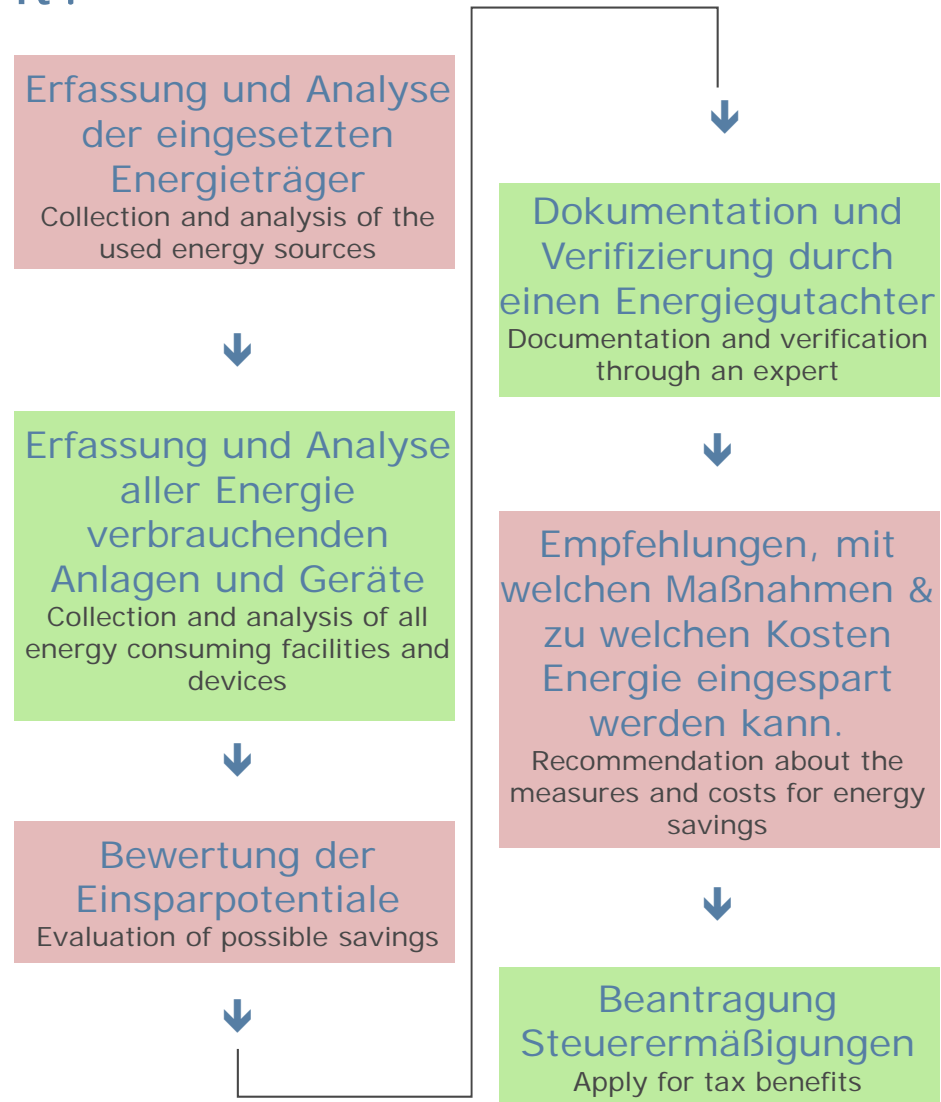 Erfassung und Analyse
der eingesetzten
Energieträger
Collection and analysis of the
used energy sources
Erfassung und Analyse
aller Energie
verbrauchenden
Anlagen und Geräte
Collection and analysis of all
energy consuming facilities and
devices
Bewertung der
Einsparpotentiale
Evaluation of possible savings
Dokumentation und
Verifizierung durch
einen Energiegutachter
Documentation and verification
through an expert
Empfehlungen, mit
welchen Maßnahmen &
zu welchen Kosten
Energie eingespart
werden kann.
Recommendation about the
measures and costs for energy
savings
Beantragung
Steuerermäßigungen
Apply for tax benefits